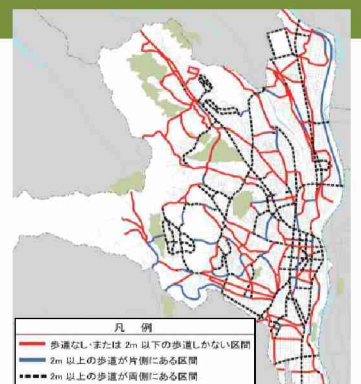 凡 例
歩道なし・または 2m 以下の歩道しかない区間
2m 以上の歩道が片側にある区間
2m 以上の歩道が両側にある区間